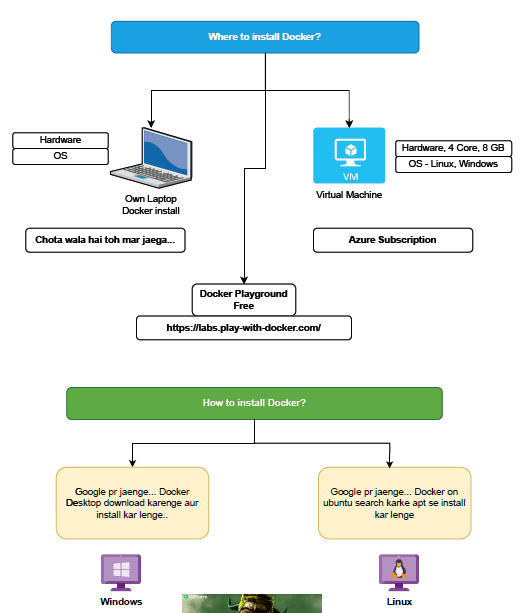 Where to install Docker?
Hardware
OS
Own Laptop
Docker install
VM
Virtual Machine
Hardware, 4 Core, 8 GB
OS - Linux, Windows
Chota wala hai toh mar jaega...
Azure Subscription
Docker Playground
Free
https://labs.play-with-docker.com/
How to install Docker?
Google pr jaenge... Docker
Desktop download karenge aur
install kar lenge..
Google pr jaenge... Docker on
ubuntu search karke apt se install
kar lenge
Windows
Linux